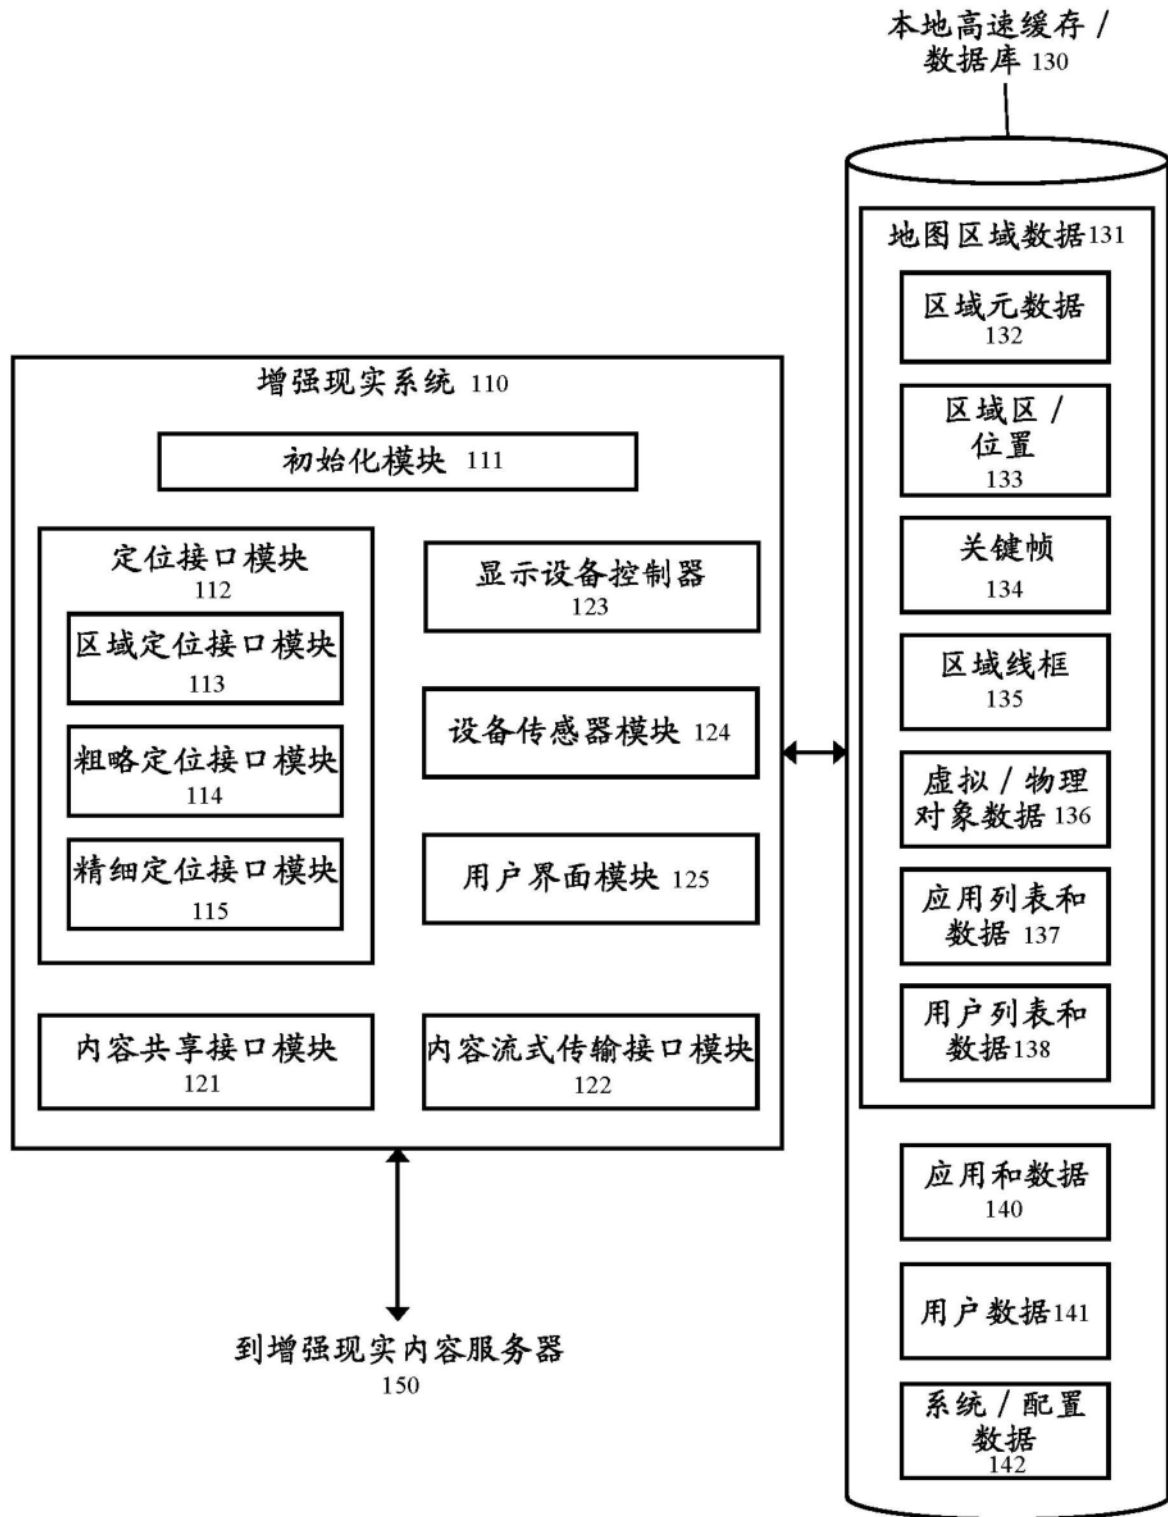 本地高速缓存 /
数据库 130
地图区域数据131
区域元数据
132
区域区 /
位置
133
关键帧
134
区域线框
135
虚拟 / 物理
对象数据136
应用列表和
数据 137
用户列表和
数据138
应用和数据
140
用户数据141
系统 / 配置
数据
142
增强现实系统 110
初始化模块 111
定位接口模块
112
区域定位接口模块
113
粗略定位接口模块
114
精细定位接口模块
115
显示设备控制器
123
设备传感器模块 124
用户界面模块 125
内容共享接口模块
121
内容流式传输接口模块
122
到增强现实内容服务器
150